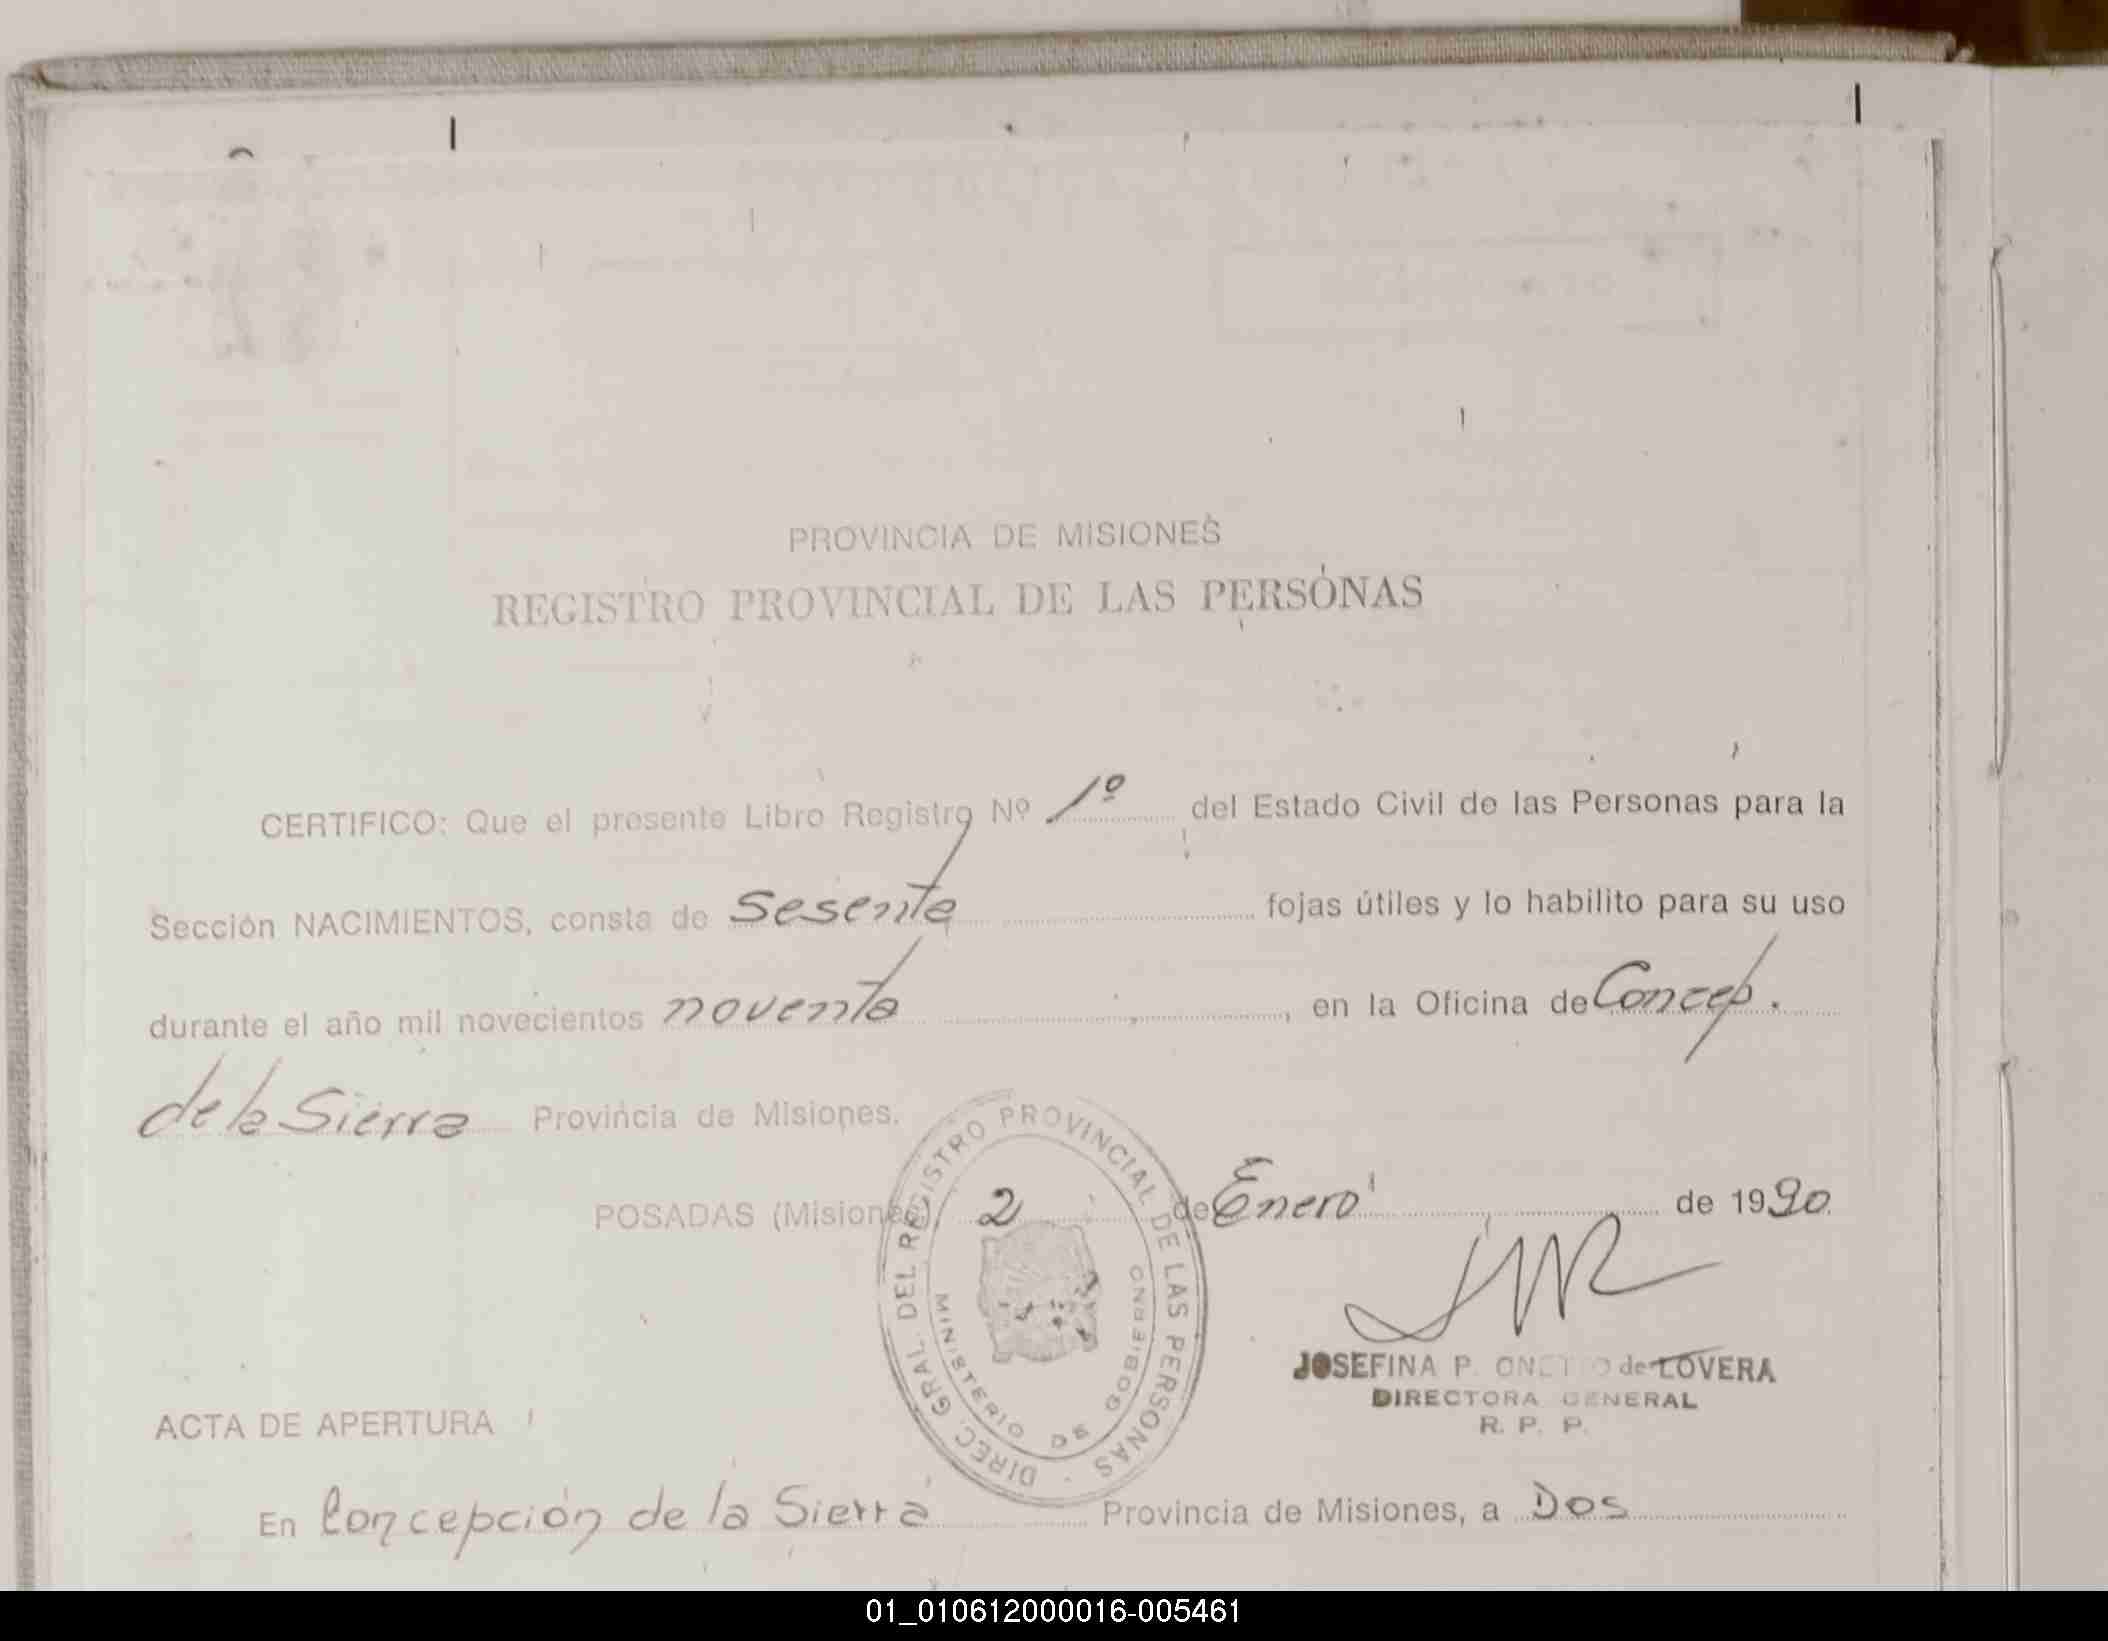 PROVINCIA DE MISIONES
REGISTRO PROVINCIAL DE LAS PERSONAS
CERTIFICO: Que el presente Libro Registro Nº 1º del Estado Civil de las Personas para la
Sección NACIMIENTOS, consta de Sesenta fojas útiles y lo habilito para su uso
durante el año mil novecientos noventa, en la Oficina de Concep.
de la Sierra Provincia de Misiones.
POSADAS (Misiones), 2 de Enero de 1990.
DIREC. GRAL. DEL REGISTRO PROVINCIAL DE LAS PERSONAS
MINISTERIO DE GOBIERNO
JOSEFINA P. de LOVERA
DIRECTORA GENERAL
R. P. P.
ACTA DE APERTURA
En Concepción de la Sierra Provincia de Misiones, a Dos
01_010612000016-005461